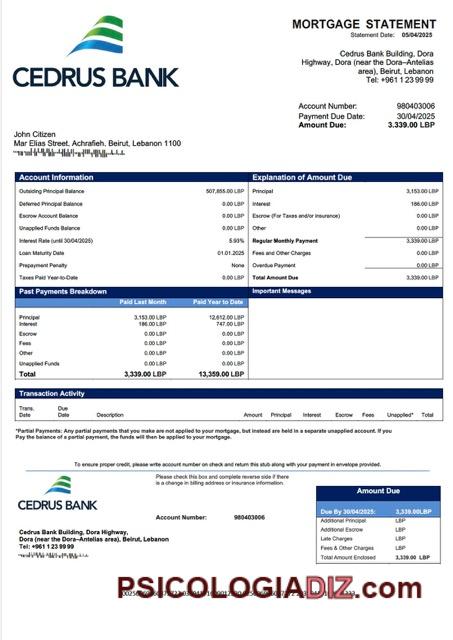 MORTGAGE STATEMENT
Statement Date: 05/04/2025
CEDRUS BANK
Cedrus Bank Building, Dora
Highway, Dora (near the Dora–Antelias
area), Beirut, Lebanon
Tel: +961 1 23 99 99
Account Number: 980403006
Payment Due Date: 30/04/2025
Amount Due: 3.339.00 LBP
John Citizen
Mar Elias Street, Achrafieh, Beirut, Lebanon 1100
Account Information
Outsiding Principal Balance 507,855.00 LBP
Deferred Principal Balance 0.00 LBP
Escrow Account Balance 0.00 LBP
Unapplied Funds Balance 0.00 LBP
Interest Rate (until 30/04/2025) 5.93%
Loan Maturity Date 01.01.2025
Prepayment Penalty None
Taxes Paid Year-to-Date 0.00 LBP
Explanation of Amount Due
Principal 3,153.00 LBP
Interest 186.00 LBP
Escrow (For Taxes and/or insurance) 0.00 LBP
Other 0.00 LBP
Regular Monthly Payment 3,339.00 LBP
Fees and Other Charges 0.00 LBP
Overdue Payment 0.00 LBP
Total Amount Due 3,339.00 LBP
Past Payments Breakdown
Paid Last Month Paid Year to Date
Principal 3,153.00 LBP 12,612.00 LBP
Interest 186.00 LBP 747.00 LBP
Escrow 0.00 LBP 0.00 LBP
Fees 0.00 LBP 0.00 LBP
Other 0.00 LBP 0.00 LBP
Unapplied Funds 0.00 LBP 0.00 LBP
Total 3,339.00 LBP 13,359.00 LBP
Important Messages
Transaction Activity
Trans. Date Due Date Description Amount Principal Interest Escrow Fees Unapplied* Total
*Partial Payments: Any partial payments that you make are not applied to your mortgage, but instead are held in a separate unapplied account. If you
Pay the balance of a partial payment, the funds will then be applied to your mortgage.
To ensure proper credit, please write account number on check and return this stub along with your payment in envelope provided.
CEDRUS BANK
Please check this box and complete reverse side if there
is a change in billing address or insurance information.
Account Number: 980403006
Cedrus Bank Building, Dora Highway,
Dora (near the Dora–Antelias area), Beirut, Lebanon
Tel: +961 1 23 99 99
Amount Due
Due By 30/04/2025: 3,339.00LBP
Additional Principal: LBP
Additional Escrow LBP
Late Charges LBP
Fees & Other Charges LBP
Total Amount Enclosed 3,339.00 LBP
PSICOLOGIADIZ.com